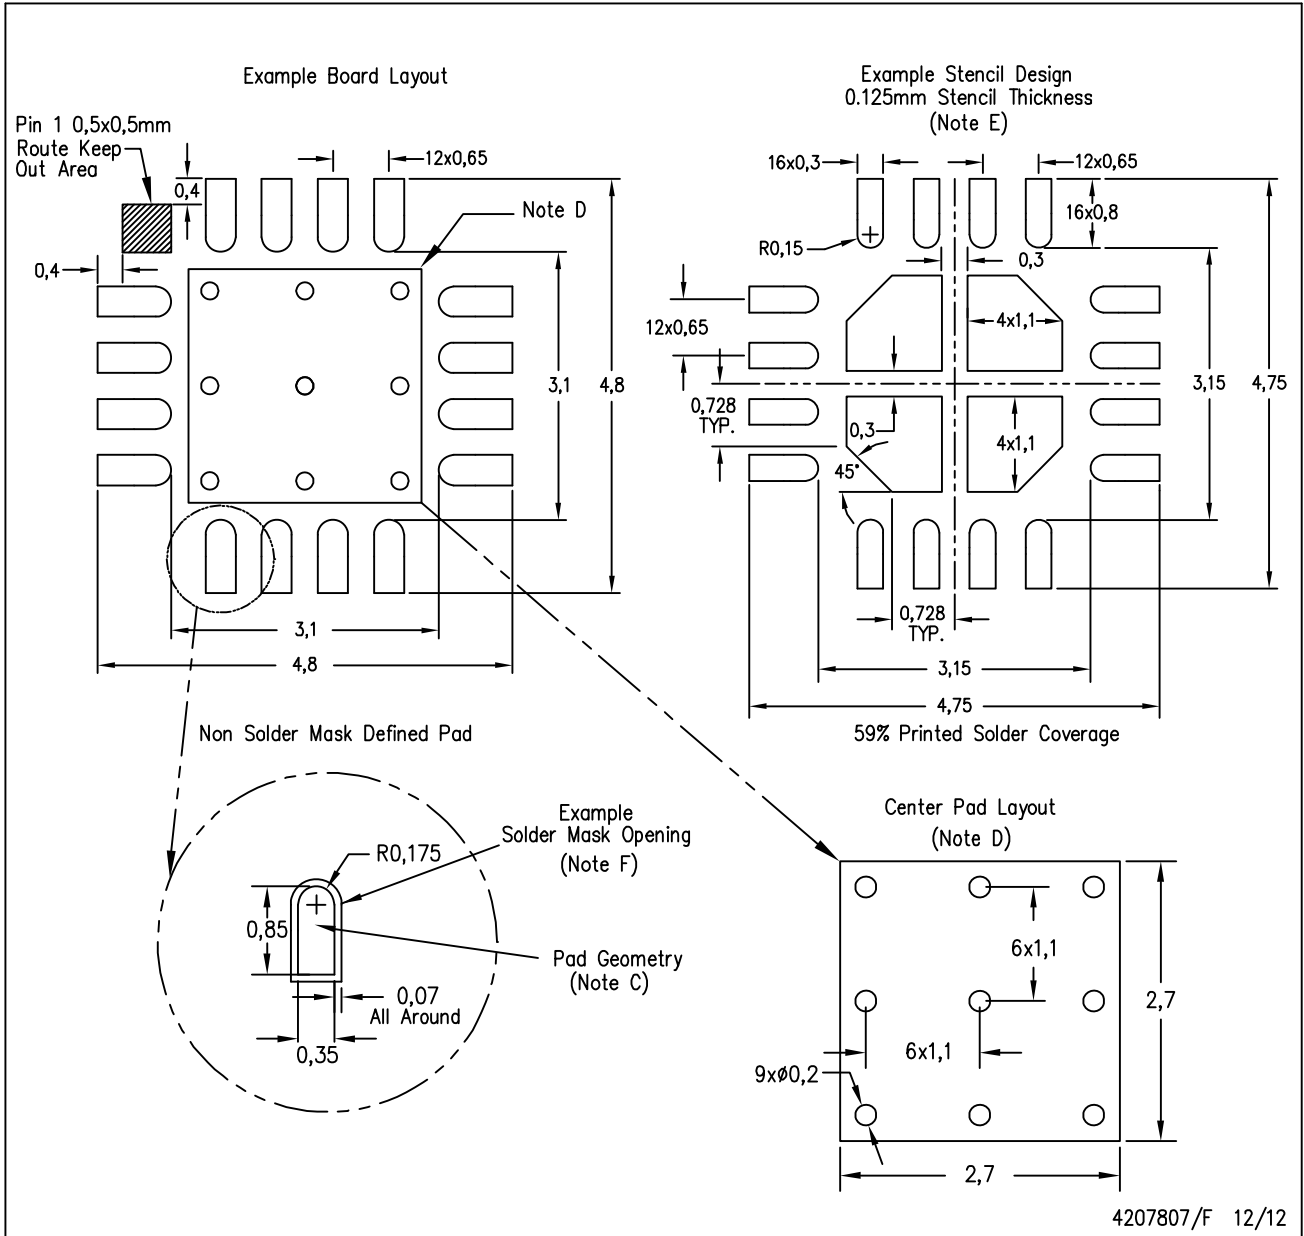 Example Board Layout
Pin 1 0,5x0,5mm
Route Keep
Out Area
0,4
12x0,65
Note D
0,4
3,1
4,8
3,1
4,8
Example Stencil Design
0.125mm Stencil Thickness
(Note E)
16x0,3
12x0,65
16x0,8
R0,15
0,3
12x0,65
4x1,1
3,15
4,75
0,728
TYP.
0,3
4x1,1
45°
0,728
TYP.
3,15
4,75
59% Printed Solder Coverage
Non Solder Mask Defined Pad
Example
Solder Mask Opening
(Note F)
R0,175
0,85
Pad Geometry
(Note C)
0,07
All Around
0,35
Center Pad Layout
(Note D)
6x1,1
2,7
6x1,1
9xø0,2
2,7
4207807/F 12/12